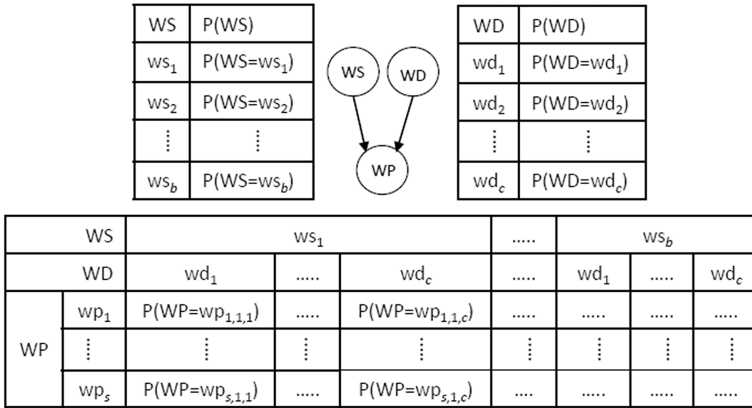 WS P(WS)
ws1 P(WS=ws1)
ws2 P(WS=ws2)
⋮ ⋮
wsb P(WS=wsb)
WS WD
WP
WD P(WD)
wd1 P(WD=wd1)
wd2 P(WD=wd2)
⋮ ⋮
wdc P(WD=wdc)
WS ws1 ..... wsb
WD wd1 ..... wdc ..... wd1 ..... wdc
WP wp1 P(WP=wp1,1,1) ..... P(WP=wp1,1,c) ..... ..... ..... .....
⋮ ⋮ ⋮ ⋮ ⋮ ⋮ ⋮ ⋮
wps P(WP=wps,1,1) ..... P(WP=wps,1,c) .... ..... ..... .....